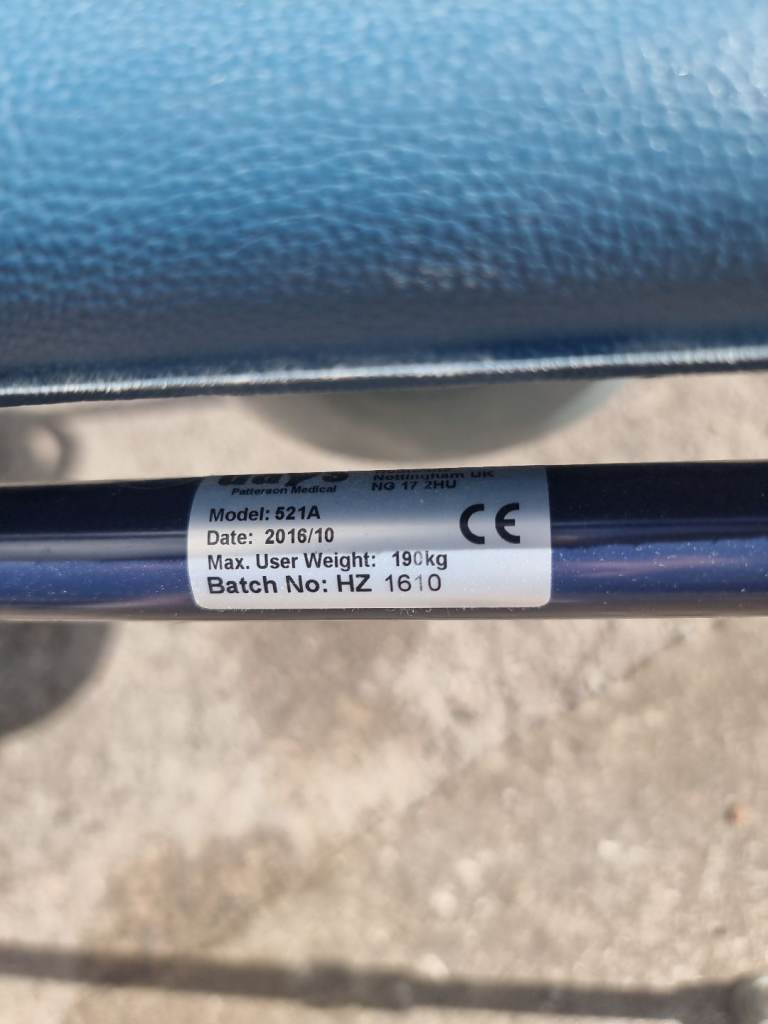 days
Patterson Medical
Nottingham UK
NG 17 2HU
Model: 521A
CE
Date: 2016/10
Max. User Weight: 190kg
Batch No: HZ 1610